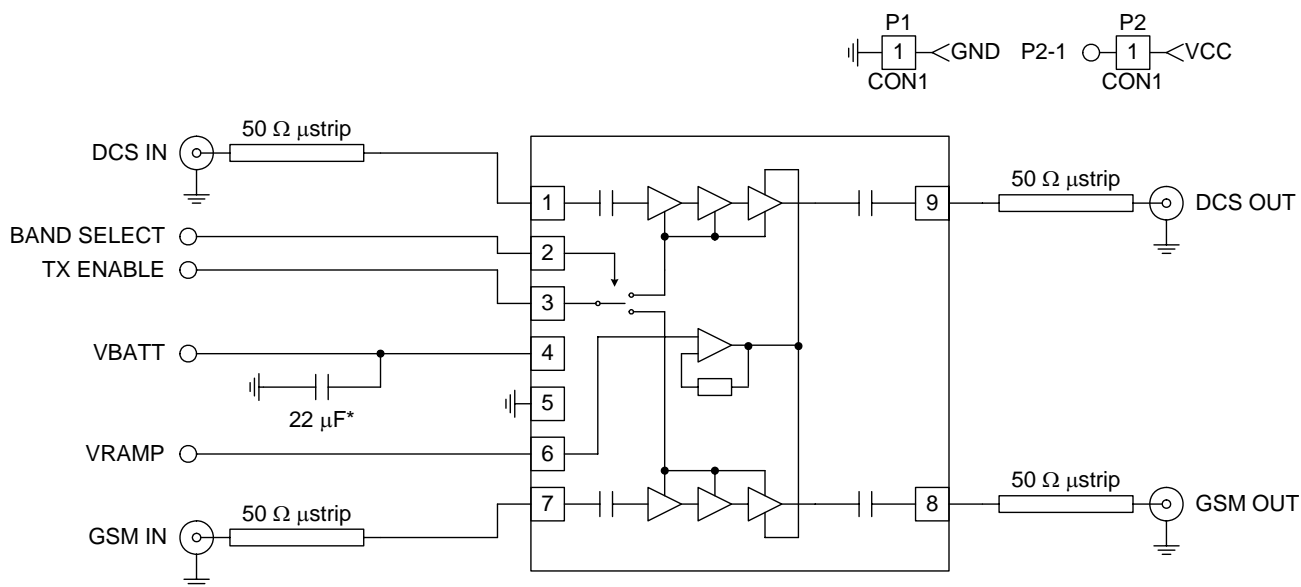 P1
1
GND
CON1
P2-1
P2
1
VCC
CON1
DCS IN
50 Ω μstrip
BAND SELECT
TX ENABLE
VBATT
22 μF*
VRAMP
GSM IN
50 Ω μstrip
1
2
3
4
5
6
7
9
8
50 Ω μstrip
DCS OUT
50 Ω μstrip
GSM OUT